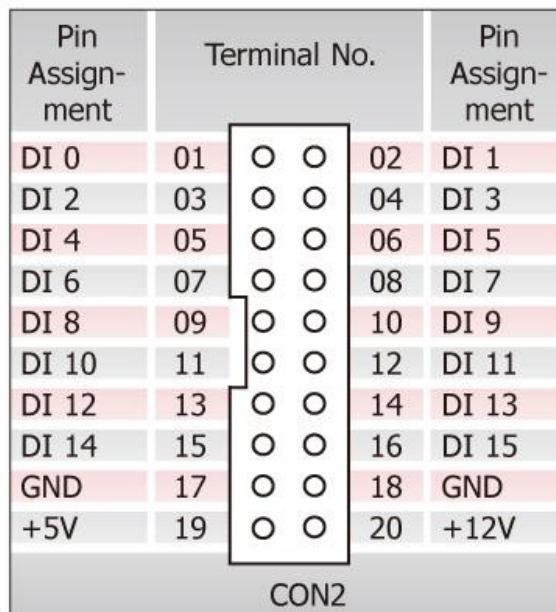 Pin Assign- ment Terminal No. Pin Assign- ment
DI 0 01 02 DI 1
DI 2 03 04 DI 3
DI 4 05 06 DI 5
DI 6 07 08 DI 7
DI 8 09 10 DI 9
DI 10 11 12 DI 11
DI 12 13 14 DI 13
DI 14 15 16 DI 15
GND 17 18 GND
+5V 19 20 +12V
CON2